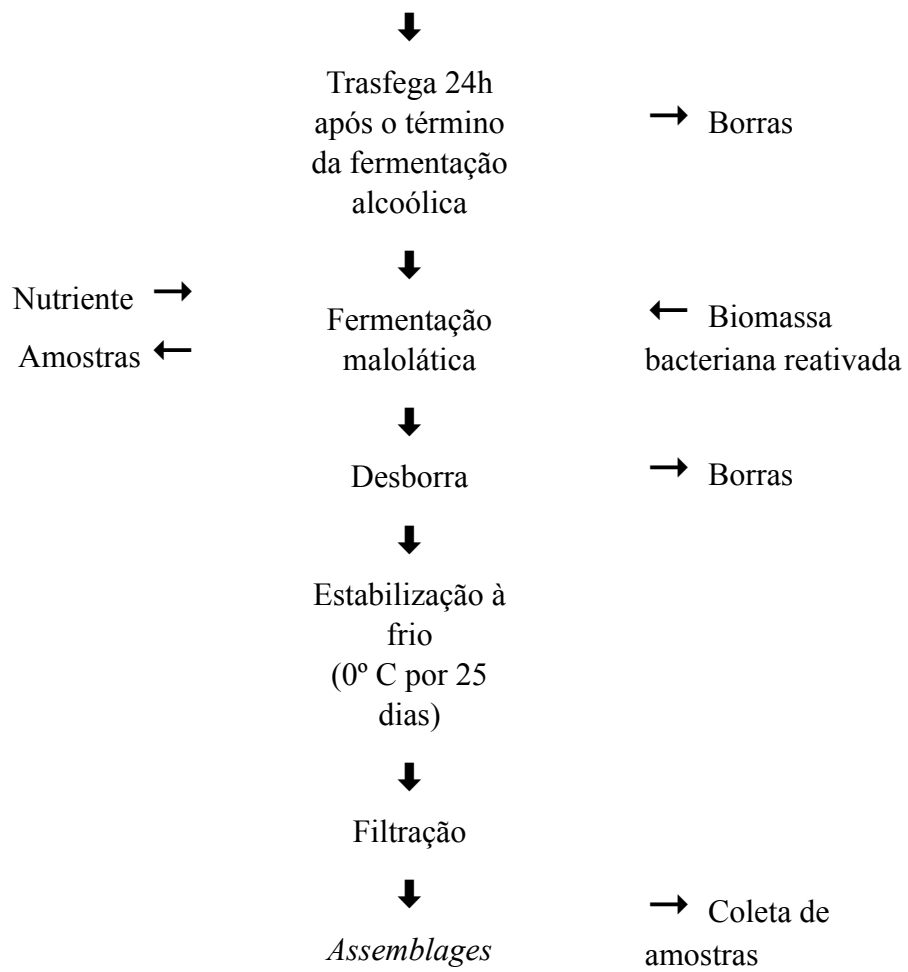 Trasfega 24h
após o término → Borras
da fermentação
alcoólica
Nutriente →
Fermentação ← Biomassa
Amostras ← malolática bacteriana reativada
Desborra → Borras
Estabilização à
frio
(0º C por 25
dias)
Filtração
→ Coleta de
Assemblages amostras